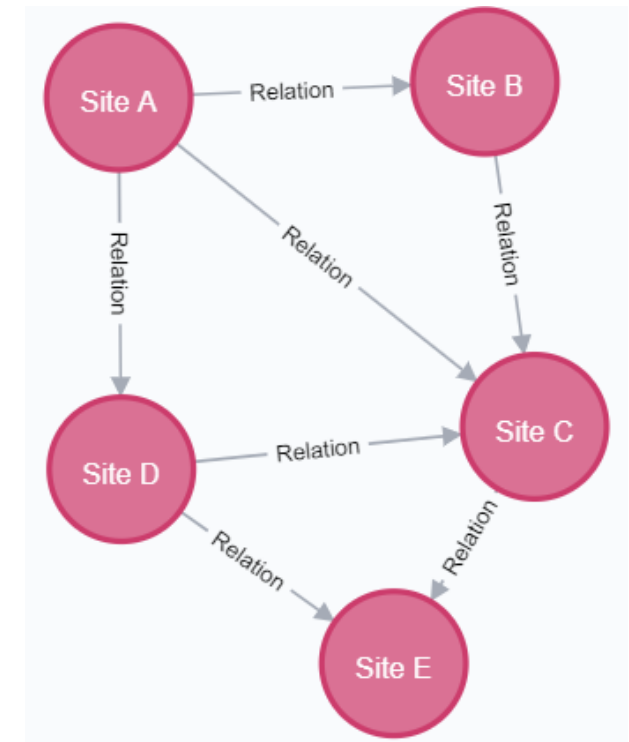 Site A
Relation
Site B
Relation
Relation
Relation
Site D
Relation
Site C
Relation
Relation
Site E